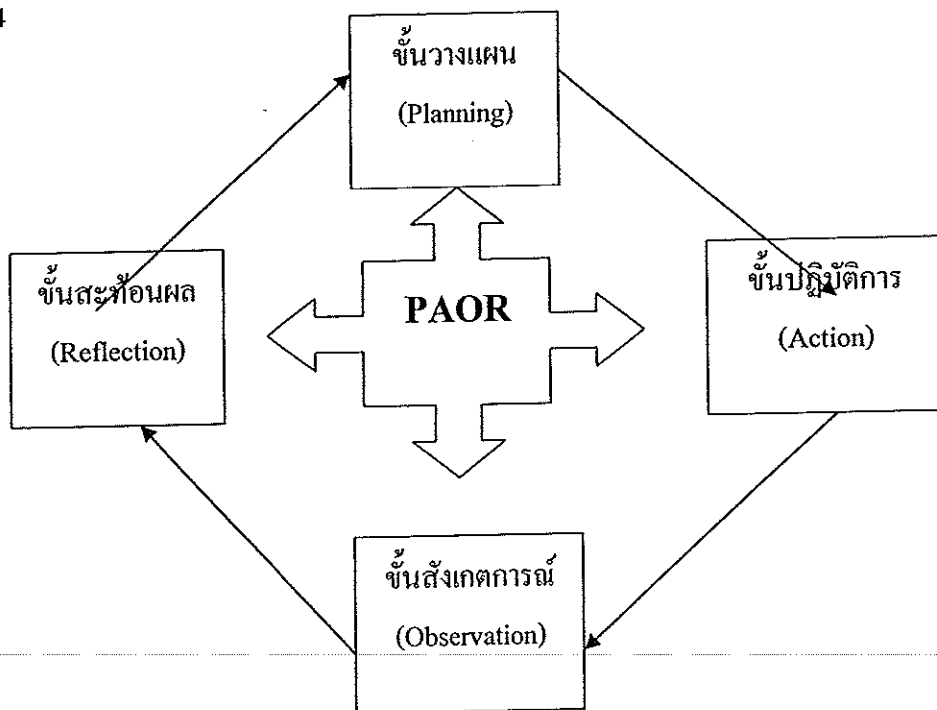 ขั้นวางแผน
(Planning)
ขั้นสะท้อนผล
(Reflection)
PAOR
ขั้นปฏิบัติการ
(Action)
ขั้นสังเกตการณ์
(Observation)